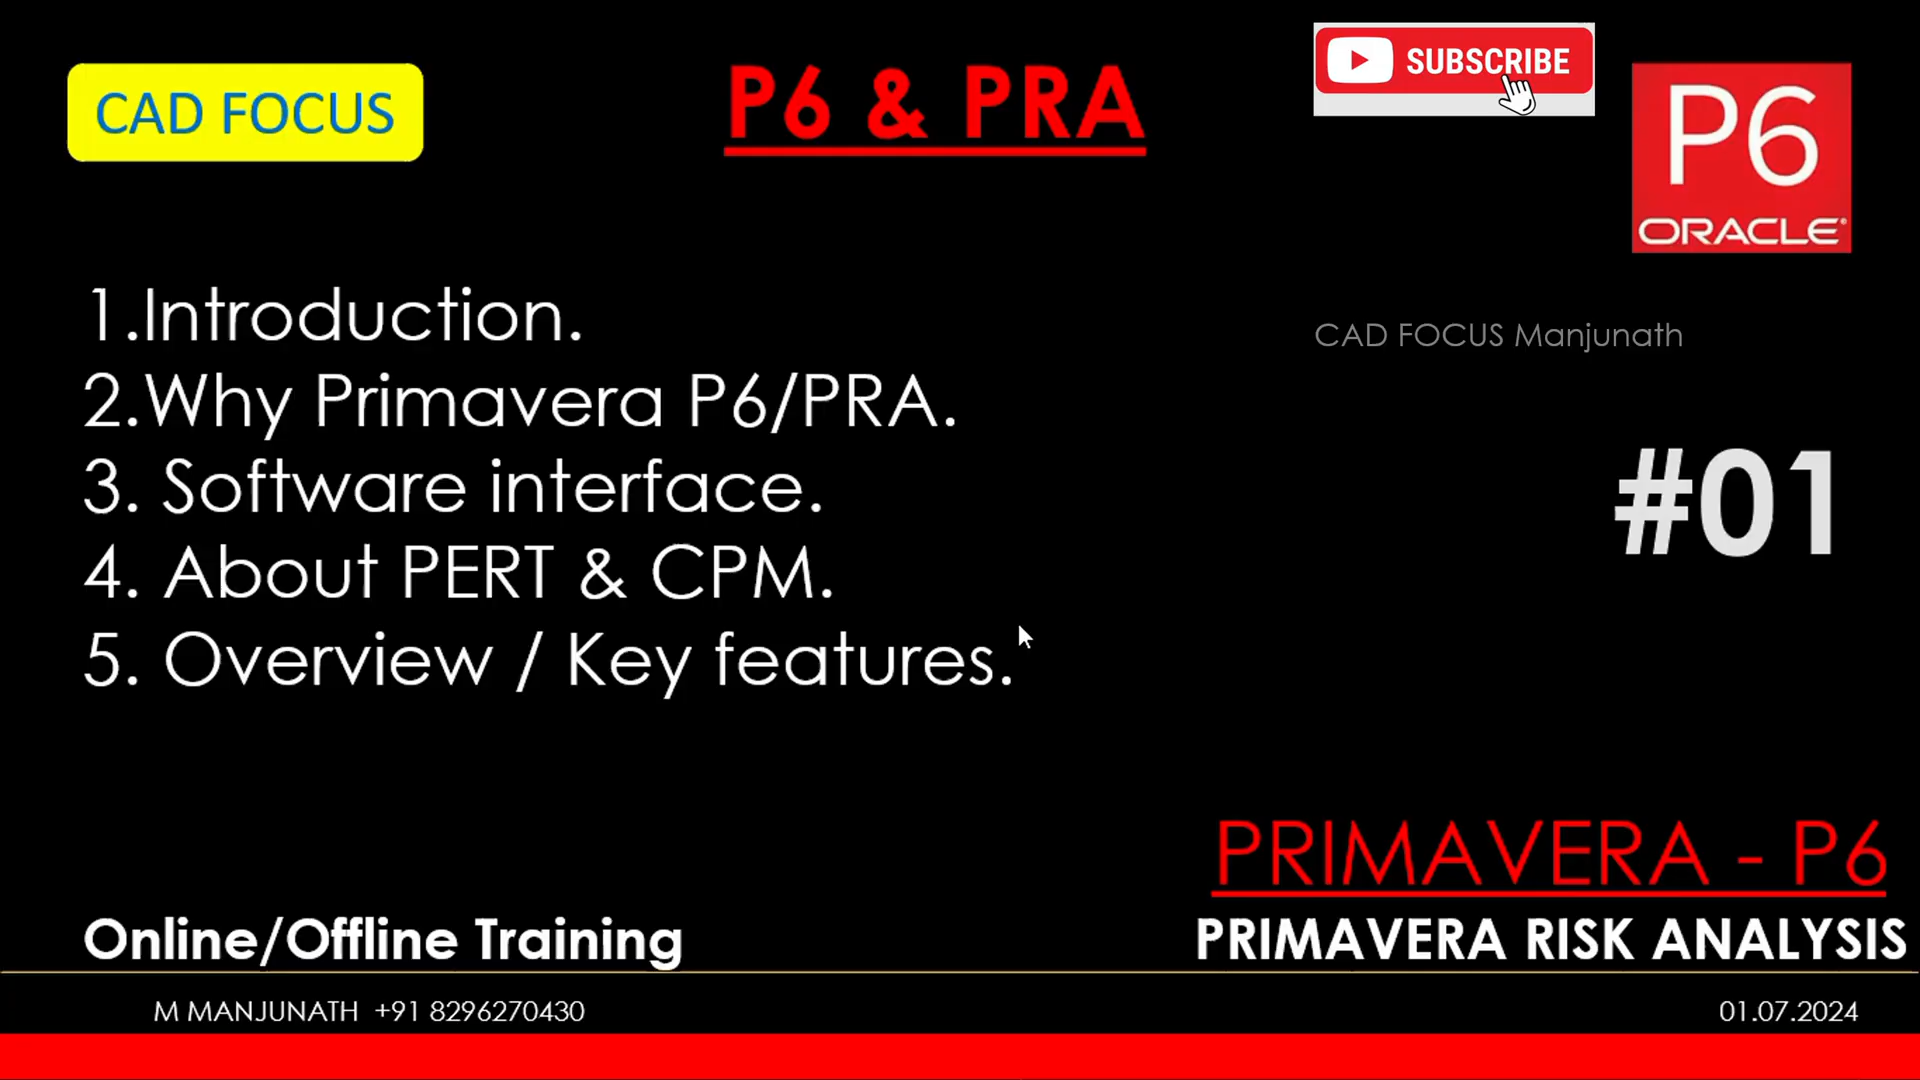 CAD FOCUS
P6 & PRA
SUBSCRIBE
P6
ORACLE®
1.Introduction.
2.Why Primavera P6/PRA.
3. Software interface.
4. About PERT & CPM.
5. Overview / Key features.
CAD FOCUS Manjunath
#01
PRIMAVERA - P6
Online/Offline Training
PRIMAVERA RISK ANALYSIS
M MANJUNATH +91 8296270430
01.07.2024